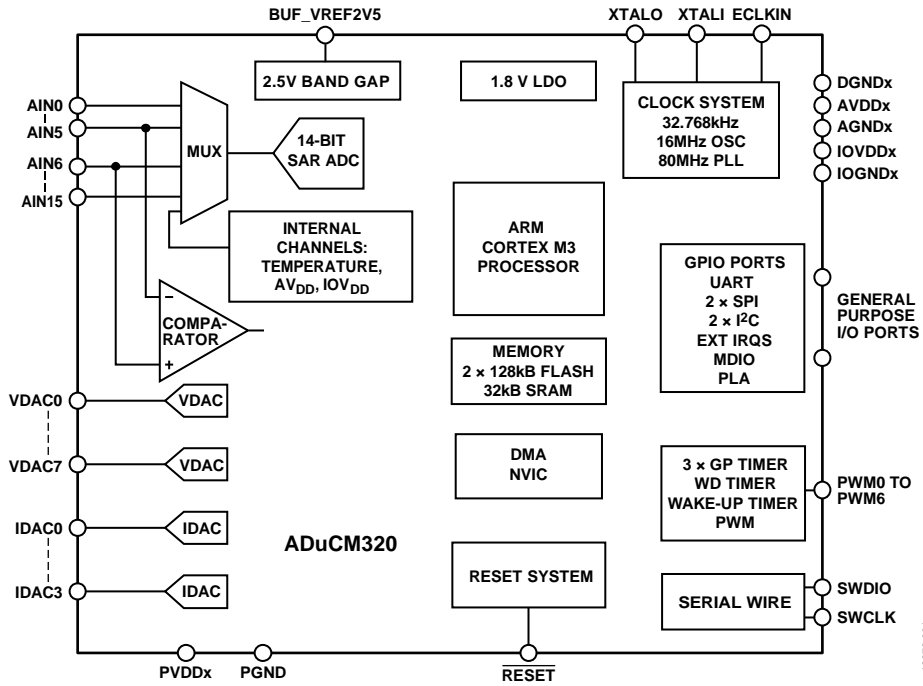 BUF_VREF2V5
XTALO
XTALI
ECLKIN
2.5V BAND GAP
1.8 V LDO
CLOCK SYSTEM
32.768kHz
16MHz OSC
80MHz PLL
DGNDx
AVDDx
AGNDx
IOVDDx
IOGNDx
AIN0
AIN5
AIN6
AIN15
MUX
14-BIT
SAR ADC
INTERNAL
CHANNELS:
TEMPERATURE,
AVDD, IOVDD
ARM
CORTEX M3
PROCESSOR
GPIO PORTS
UART
2 × SPI
2 × I2C
EXT IRQS
MDIO
PLA
GENERAL
PURPOSE
I/O PORTS
−
COMPA-
RATOR
+
MEMORY
2 × 128kB FLASH
32kB SRAM
VDAC0
VDAC
VDAC7
VDAC
DMA
NVIC
3 × GP TIMER
WD TIMER
WAKE-UP TIMER
PWM
PWM0 TO
PWM6
IDAC0
IDAC
IDAC3
IDAC
ADuCM320
RESET SYSTEM
SERIAL WIRE
SWDIO
SWCLK
PVDDx
PGND
RESET